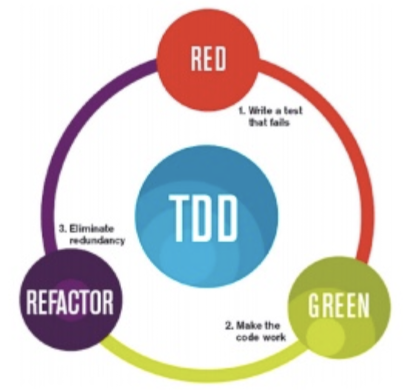 RED
1. Write a test
that fails
TDD
3. Eliminate
redundancy
REFACTOR
GREEN
2. Make the
code work